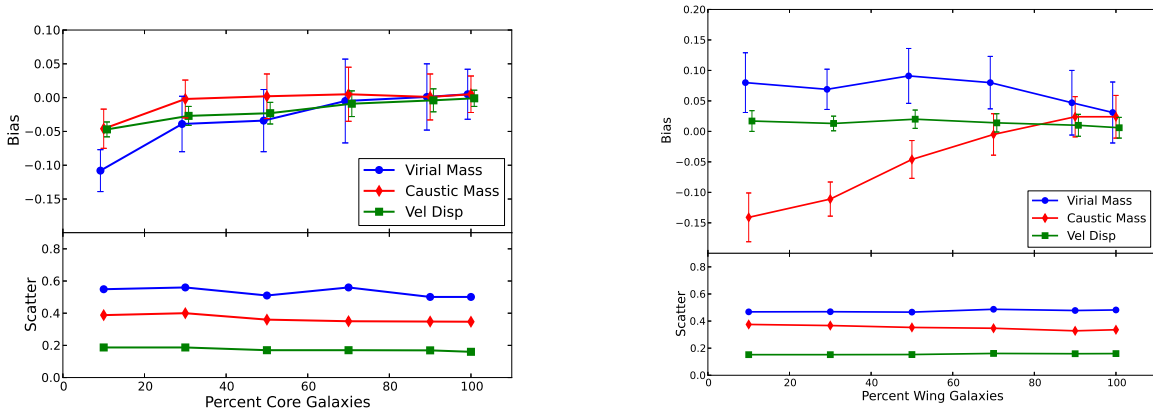 0.10
0.05
0.00
−0.05
−0.10
−0.15
Bias
Virial Mass
Caustic Mass
Vel Disp
0.8
0.6
0.4
0.2
0.0
Scatter
0 20 40 60 80 100
Percent Core Galaxies
0.20
0.15
0.10
0.05
0.00
−0.05
−0.10
−0.15
Bias
Virial Mass
Caustic Mass
Vel Disp
0.8
0.6
0.4
0.2
0.0
Scatter
0 20 40 60 80 100
Percent Wing Galaxies